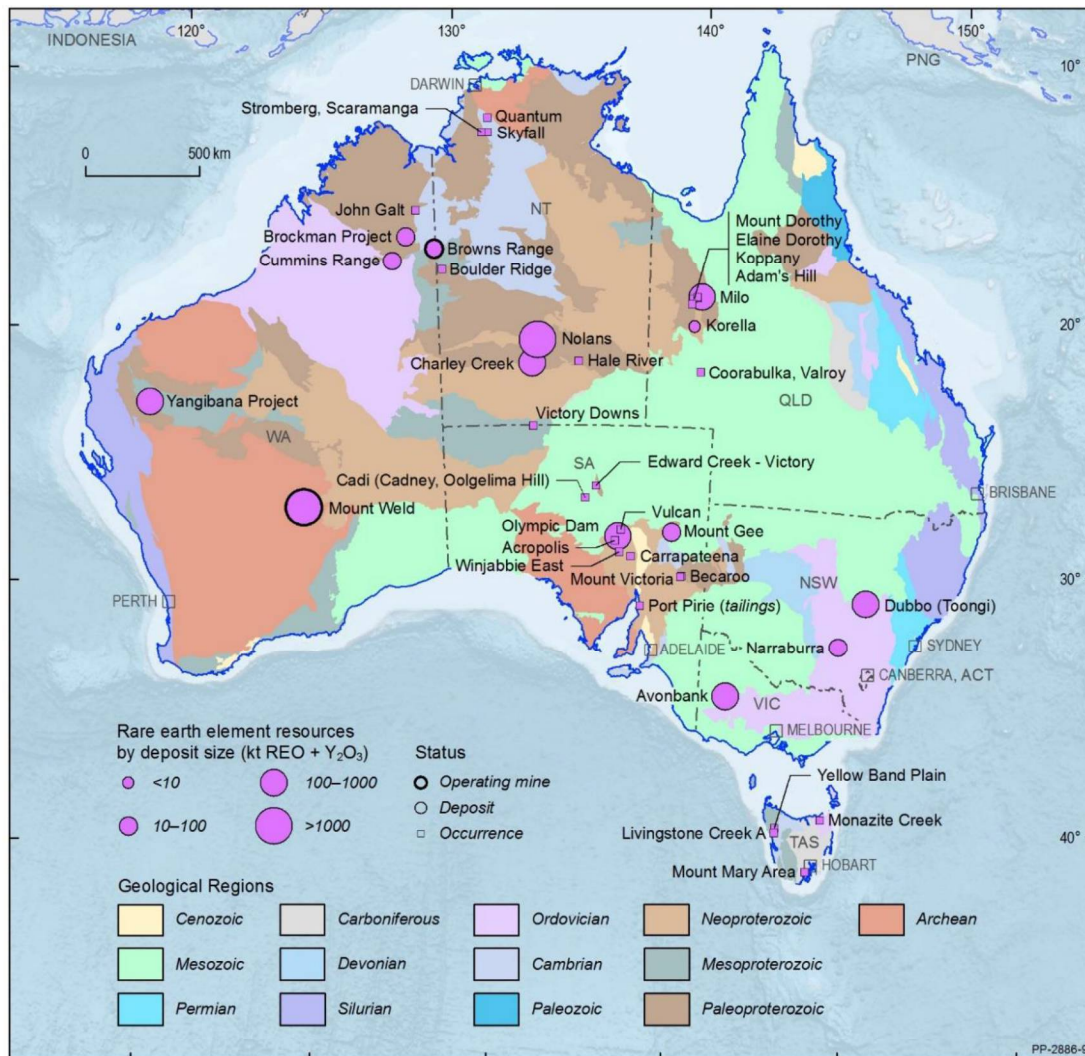 120°
130°
140°
150°
INDONESIA
PNG
10°
DARWIN
Stromberg, Scaramanga
Quantum
Skyfall
0
500 km
NT
John Galt
Brockman Project
Cummins Range
Browns Range
Boulder Ridge
Mount Dorothy
Elaine Dorothy
Koppany
Adam's Hill
Milo
20°
Korella
Nolans
Charley Creek
Hale River
Coorabulka, Valroy
QLD
Yangibana Project
Victory Downs
WA
SA
Edward Creek - Victory
Cadi (Cadney, Oolgelima Hill)
BRISBANE
Mount Weld
Vulcan
Olympic Dam
Mount Gee
Acropolis
Carrapateena
Winjabbie East
NSW
Mount Victoria
Becaroo
30°
PERTH
Port Pirie (tailings)
Dubbo (Toongi)
ADELAIDE
Narraburra
SYDNEY
CANBERRA, ACT
Avonbank
VIC
MELBOURNE
Rare earth element resources
by deposit size (kt REO + Y₂O₃)
<10
100–1000
10–100
>1000
Status
Operating mine
Deposit
Occurrence
Yellow Band Plain
Monazite Creek
Livingstone Creek A
40°
TAS
HOBART
Mount Mary Area
Geological Regions
Cenozoic
Carboniferous
Ordovician
Neoproterozoic
Archean
Mesozoic
Devonian
Cambrian
Mesoproterozoic
Permian
Silurian
Paleozoic
Paleoproterozoic